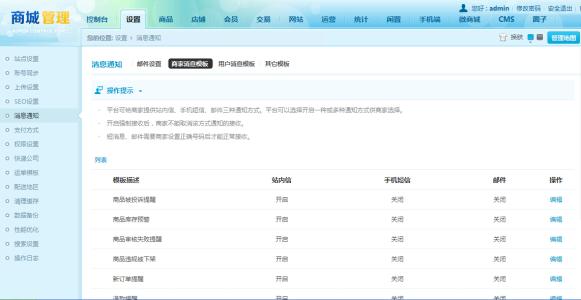 商城管理
您好：admin
修改密码
安全退出
控制台 设置 商品 店铺 会员 交易 网站 运营 统计 闲置 手机端 微商城 CMS 圈子
您的位置：设置 > 消息通知
换肤
管理地图
站点设置
账号同步
上传设置
SEO设置
消息通知
支付方式
权限设置
快递公司
运单模板
配送地区
清理缓存
数据备份
性能优化
搜索设置
操作日志
消息通知 邮件设置 商家消息模板 用户消息模板 其它模板
操作提示
平台可给商家提供站内信、手机短信、邮件三种通知方式。平台可以选择开启一种或多种通知方式供商家选择。
开启强制接收后，商家不能取消该方式通知的接收。
短消息、邮件需要商家设置正确号码后才能正常接收。
列表
模板描述 站内信 手机短信 邮件 操作
商品被投诉提醒 开启 关闭 关闭 编辑
商品库存预警 开启 关闭 关闭 编辑
商品审核失败提醒 开启 关闭 关闭 编辑
商品违规被下架 开启 关闭 关闭 编辑
新订单提醒 开启 关闭 关闭 编辑